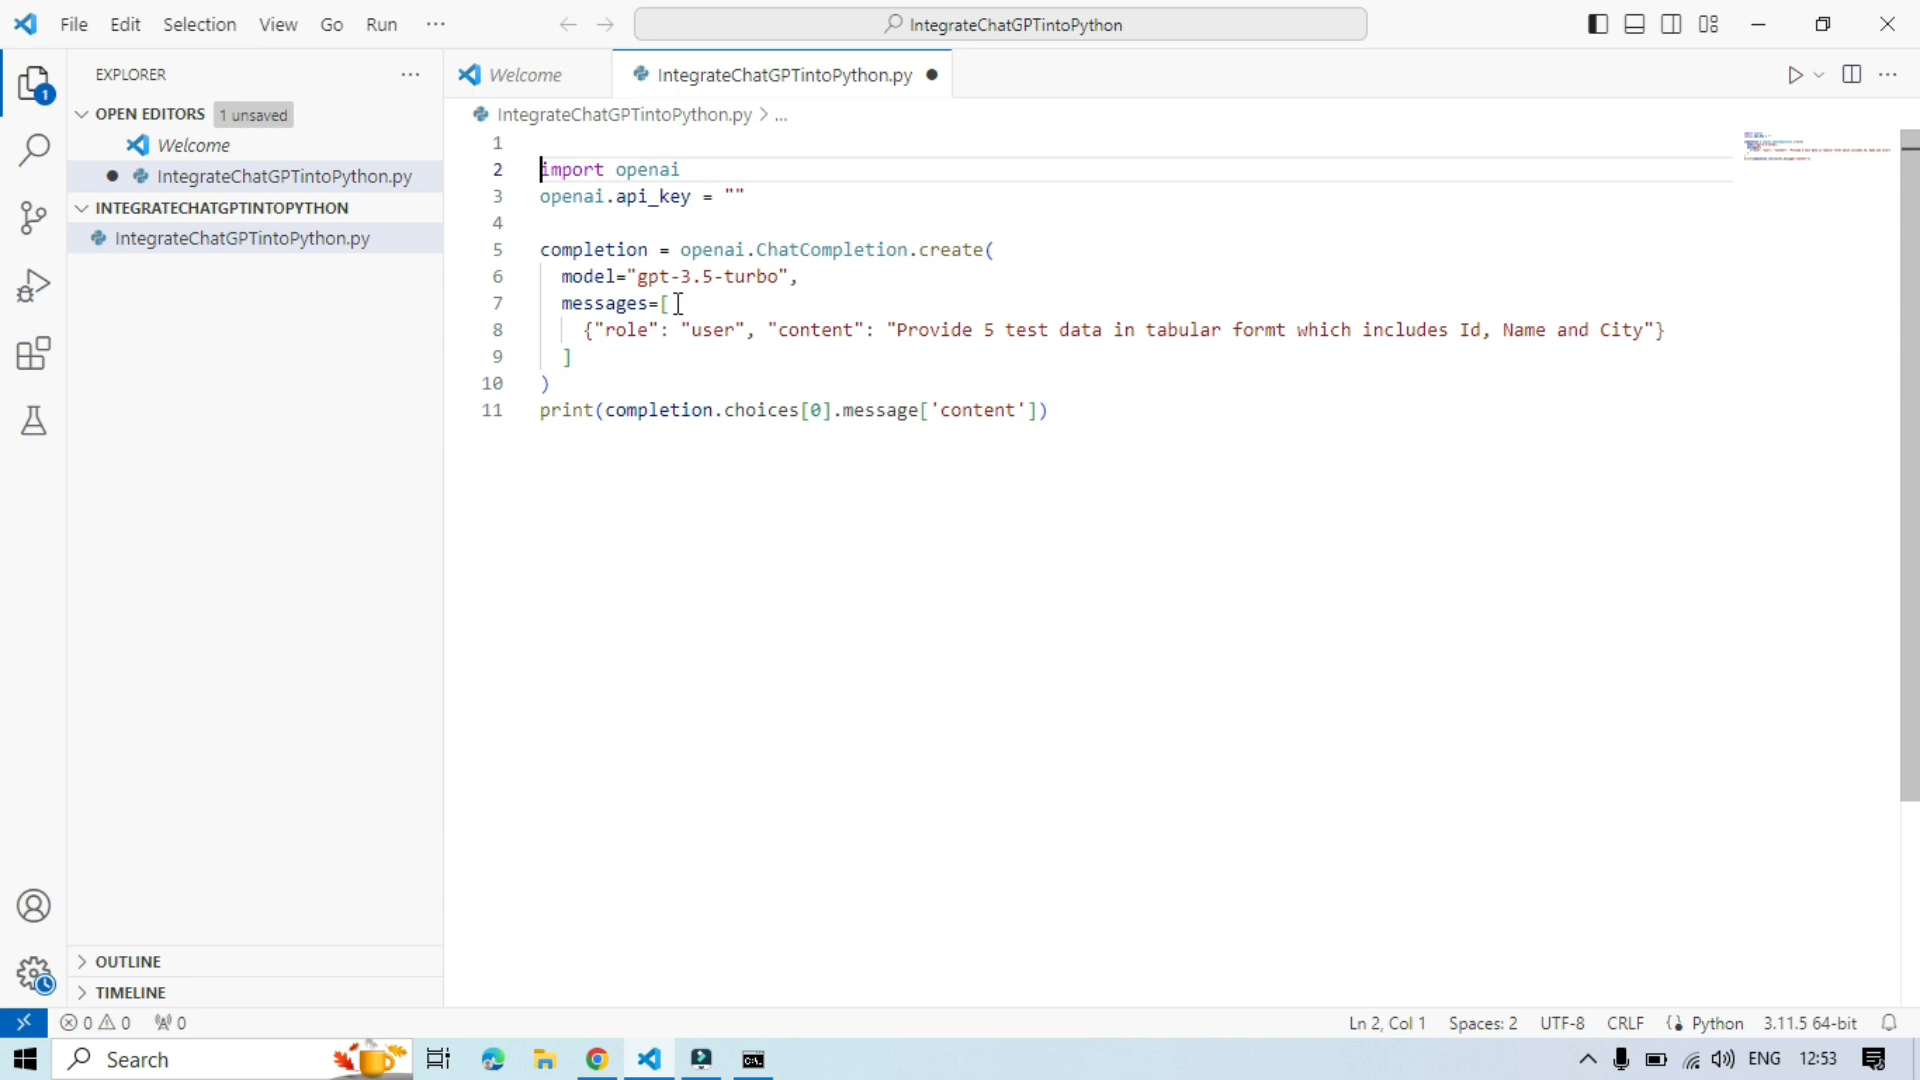 File Edit Selection View Go Run ··· IntegrateChatGPTintoPython
EXPLORER ···
OPEN EDITORS 1 unsaved
Welcome
IntegrateChatGPTintoPython.py
INTEGRATECHATGPTINTOPYTHON
IntegrateChatGPTintoPython.py
OUTLINE
TIMELINE
1
Welcome IntegrateChatGPTintoPython.py
IntegrateChatGPTintoPython.py > ...
1
2 import openai
3 openai.api_key = ""
4
5 completion = openai.ChatCompletion.create(
6 model="gpt-3.5-turbo",
7 messages=[
8 {"role": "user", "content": "Provide 5 test data in tabular formt which includes Id, Name and City"}
9 ]
10 )
11 print(completion.choices[0].message['content'])
0 0 0 Ln 2, Col 1 Spaces: 2 UTF-8 CRLF Python 3.11.5 64-bit
Search ENG 12:53